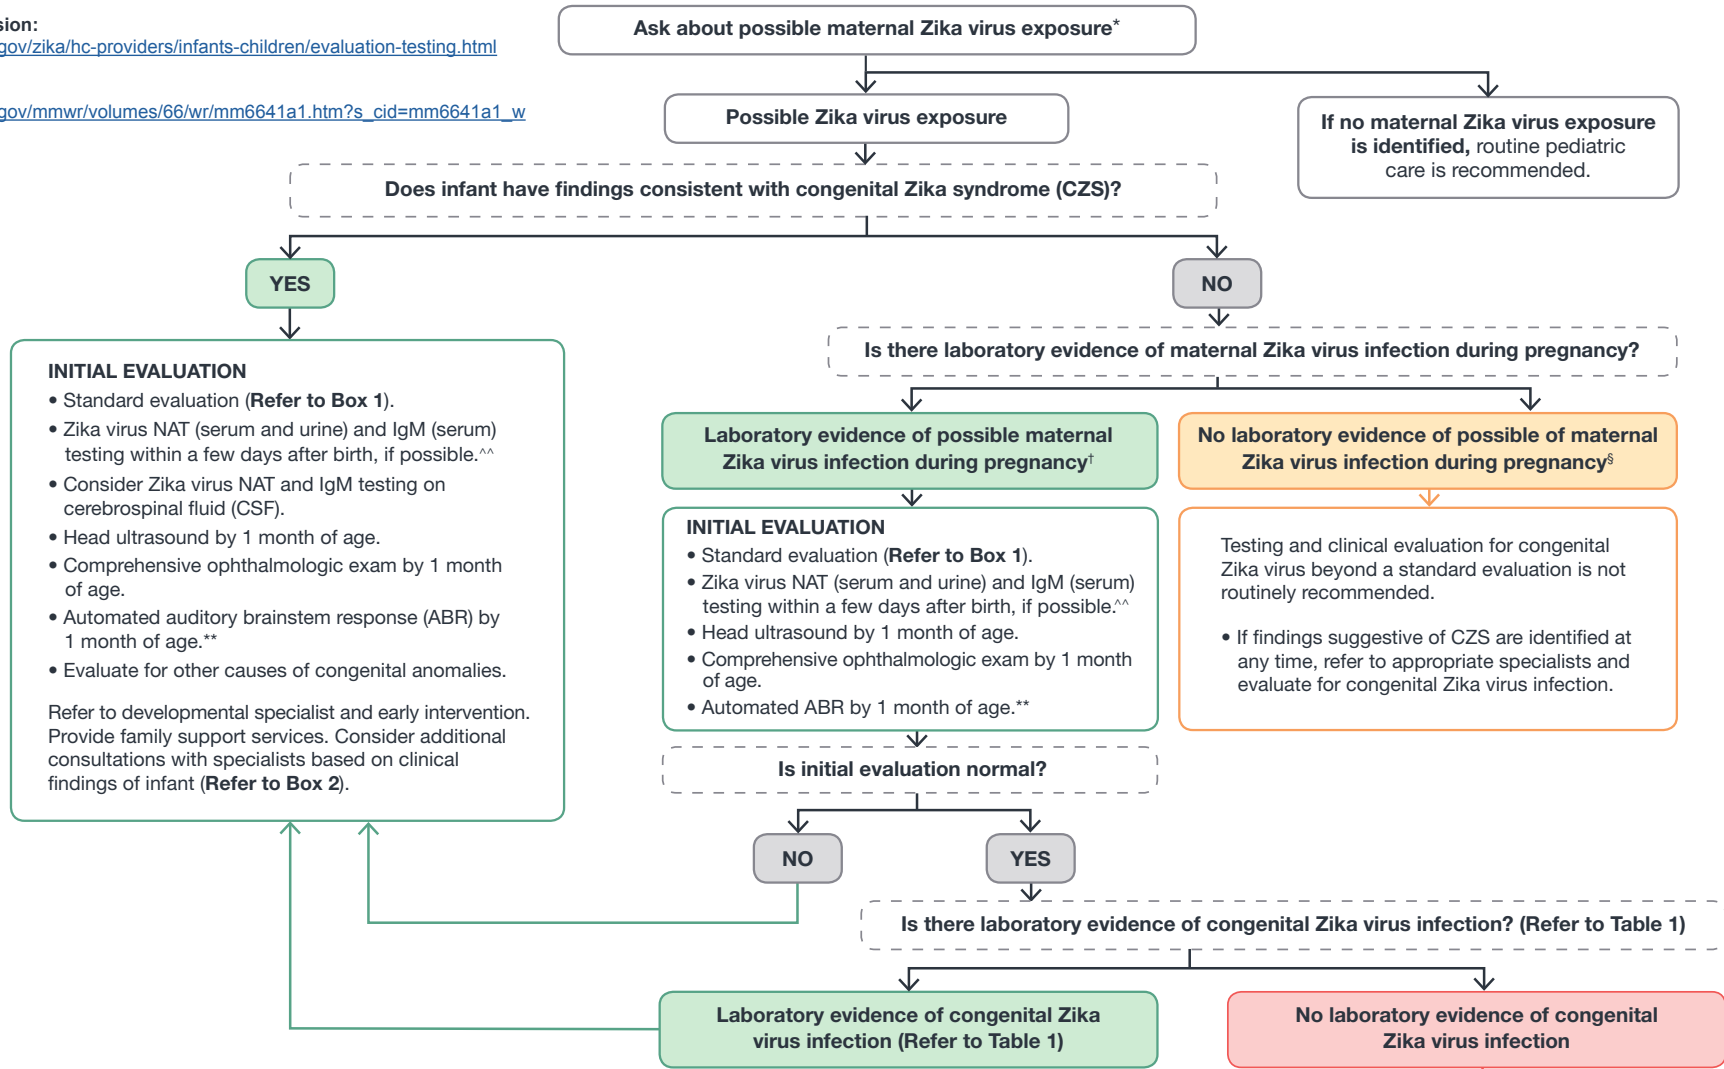 sion:
gov/zika/hc-providers/infants-children/evaluation-testing.html
gov/mmwr/volumes/66/wr/mm6641a1.htm?s_cid=mm6641a1_w
Ask about possible maternal Zika virus exposure*
Possible Zika virus exposure
If no maternal Zika virus exposure
is identified, routine pediatric
care is recommended.
Does infant have findings consistent with congenital Zika syndrome (CZS)?
YES
NO
INITIAL EVALUATION
• Standard evaluation (Refer to Box 1).
• Zika virus NAT (serum and urine) and IgM (serum)
testing within a few days after birth, if possible.^^
• Consider Zika virus NAT and IgM testing on
cerebrospinal fluid (CSF).
• Head ultrasound by 1 month of age.
• Comprehensive ophthalmologic exam by 1 month
of age.
• Automated auditory brainstem response (ABR) by
1 month of age.**
• Evaluate for other causes of congenital anomalies.
Refer to developmental specialist and early intervention.
Provide family support services. Consider additional
consultations with specialists based on clinical
findings of infant (Refer to Box 2).
Is there laboratory evidence of maternal Zika virus infection during pregnancy?
Laboratory evidence of possible maternal
Zika virus infection during pregnancy†
No laboratory evidence of possible of maternal
Zika virus infection during pregnancy§
INITIAL EVALUATION
• Standard evaluation (Refer to Box 1).
• Zika virus NAT (serum and urine) and IgM (serum)
testing within a few days after birth, if possible.^^
• Head ultrasound by 1 month of age.
• Comprehensive ophthalmologic exam by 1 month
of age.
• Automated ABR by 1 month of age.**
Testing and clinical evaluation for congenital
Zika virus beyond a standard evaluation is not
routinely recommended.
• If findings suggestive of CZS are identified at
any time, refer to appropriate specialists and
evaluate for congenital Zika virus infection.
Is initial evaluation normal?
NO
YES
Is there laboratory evidence of congenital Zika virus infection? (Refer to Table 1)
Laboratory evidence of congenital Zika
virus infection (Refer to Table 1)
No laboratory evidence of congenital
Zika virus infection